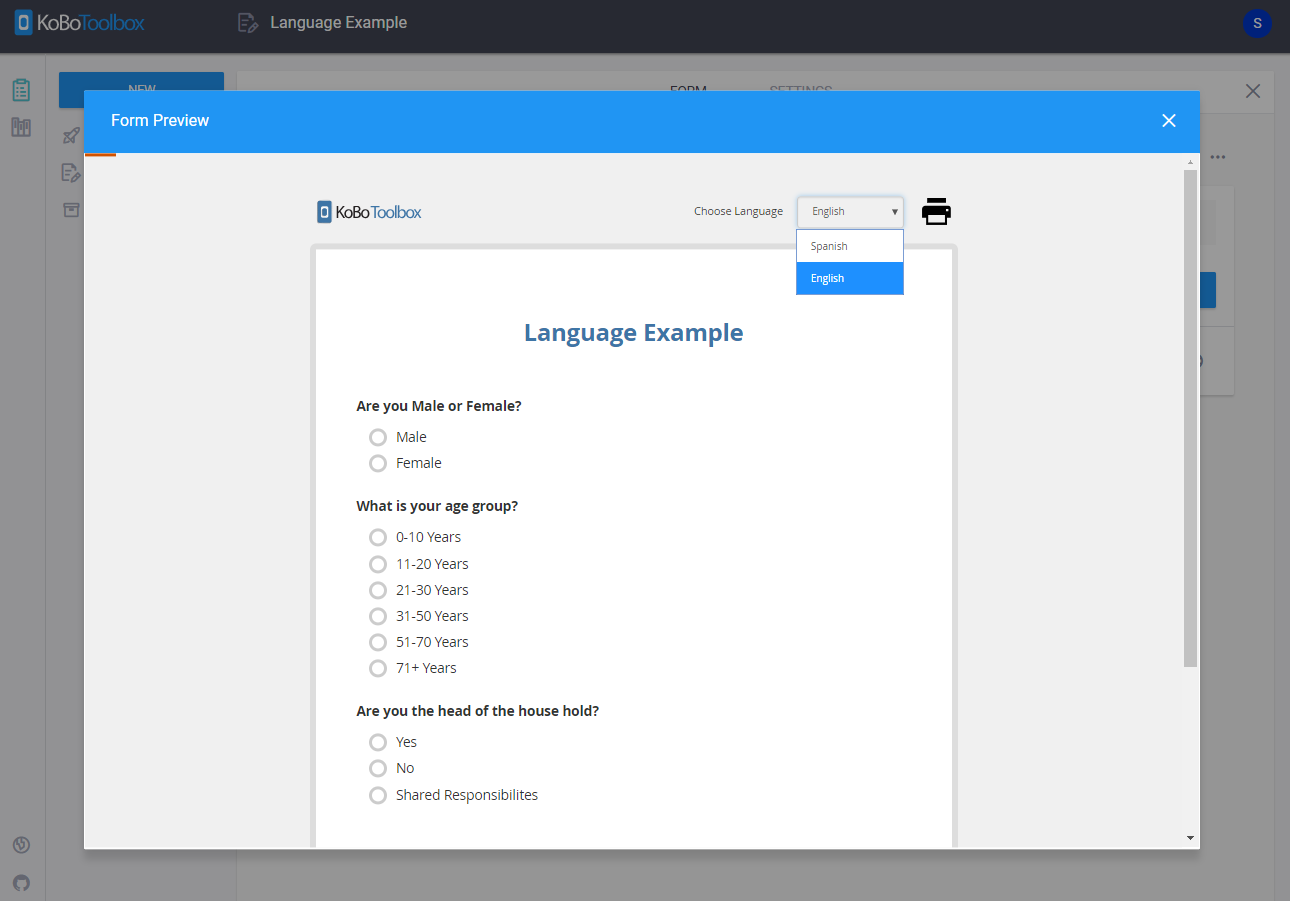 KoBoToolbox
Language Example
S
NEW
FORM
SETTINGS
Form Preview
KoBoToolbox
Choose Language
English
Spanish
English
Language Example
Are you Male or Female?
Male
Female
What is your age group?
0-10 Years
11-20 Years
21-30 Years
31-50 Years
51-70 Years
71+ Years
Are you the head of the house hold?
Yes
No
Shared Responsibilites